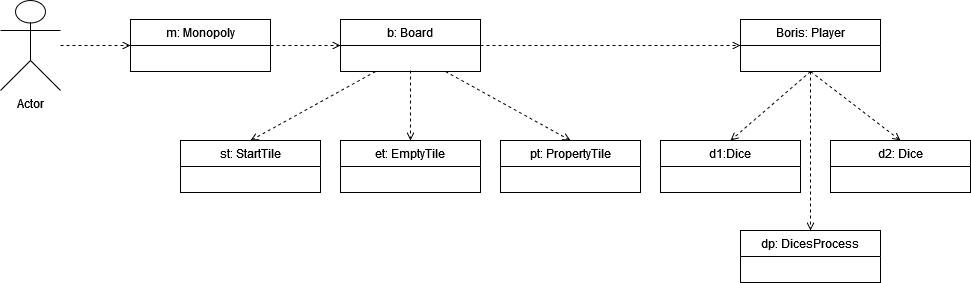 m: Monopoly
b: Board
Boris: Player
Actor
st: StartTile
et: EmptyTile
pt: PropertyTile
d1:Dice
d2: Dice
dp: DicesProcess